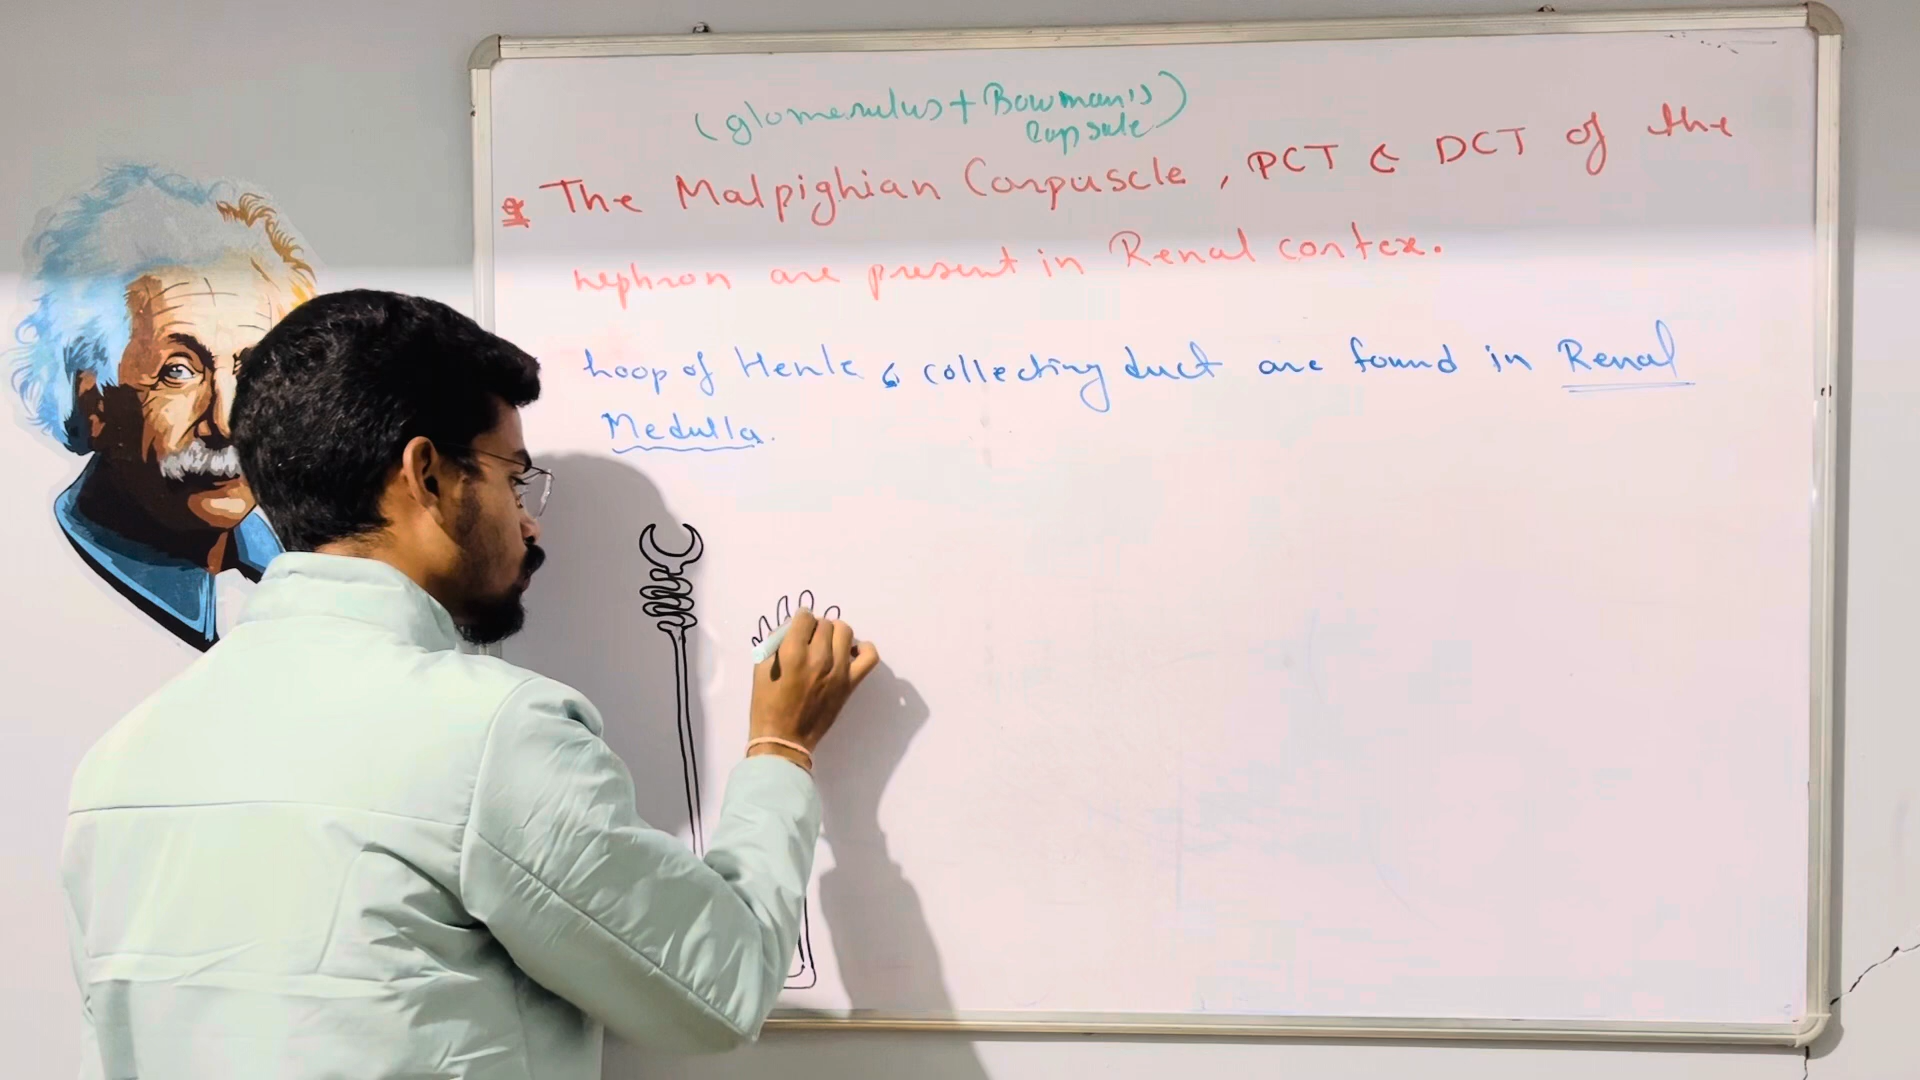 (glomerulus + Bowman's
Capsule)
* The Malpighian Corpuscle, PCT & DCT of the
nephron are present in Renal cortex.
Loop of Henle & collecting duct are found in Renal
Medulla.